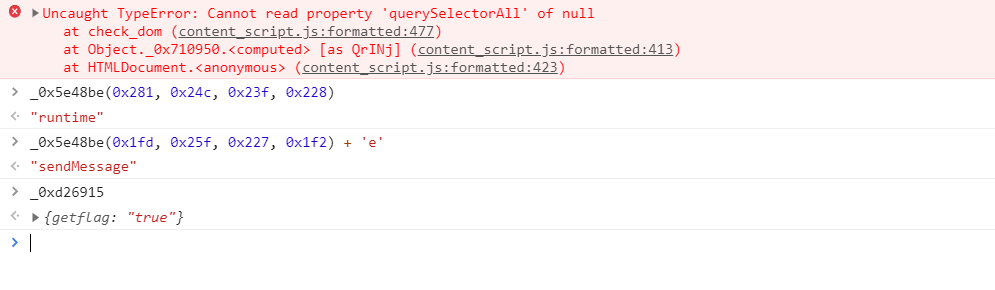 Uncaught TypeError: Cannot read property 'querySelectorAll' of null
at check_dom (content_script.js:formatted:477)
at Object._0x710950.<computed> [as QrINj] (content_script.js:formatted:413)
at HTMLDocument.<anonymous> (content_script.js:formatted:423)
_0x5e48be(0x281, 0x24c, 0x23f, 0x228)
"runtime"
_0x5e48be(0x1fd, 0x25f, 0x227, 0x1f2) + 'e'
"sendMessage"
_0xd26915
{getflag: "true"}